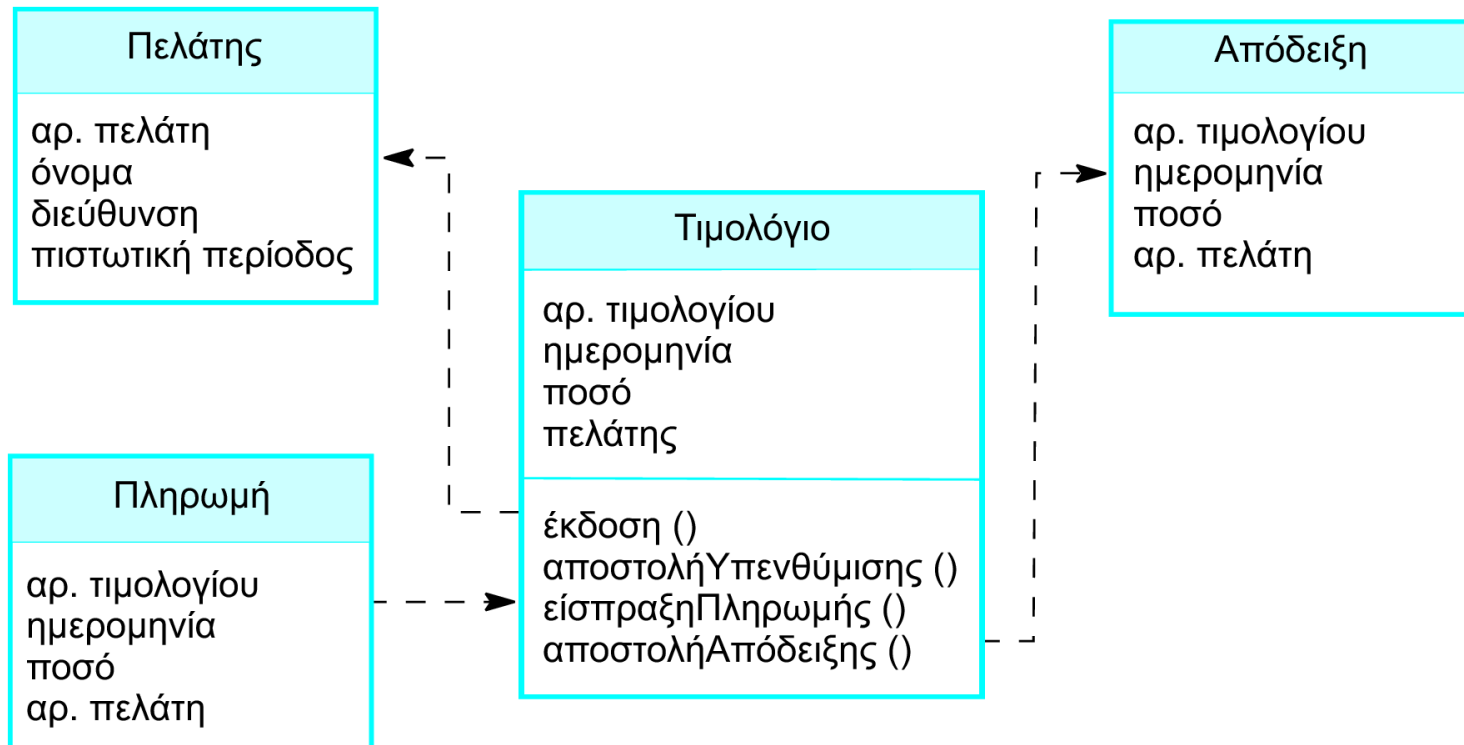 Πελάτης
αρ. πελάτη
όνομα
διεύθυνση
πιστωτική περίοδος
Απόδειξη
αρ. τιμολογίου
ημερομηνία
ποσό
αρ. πελάτη
Τιμολόγιο
αρ. τιμολογίου
ημερομηνία
ποσό
πελάτης
έκδοση ()
αποστολήΥπενθύμισης ()
είσπραξηΠληρωμής ()
αποστολήΑπόδειξης ()
Πληρωμή
αρ. τιμολογίου
ημερομηνία
ποσό
αρ. πελάτη